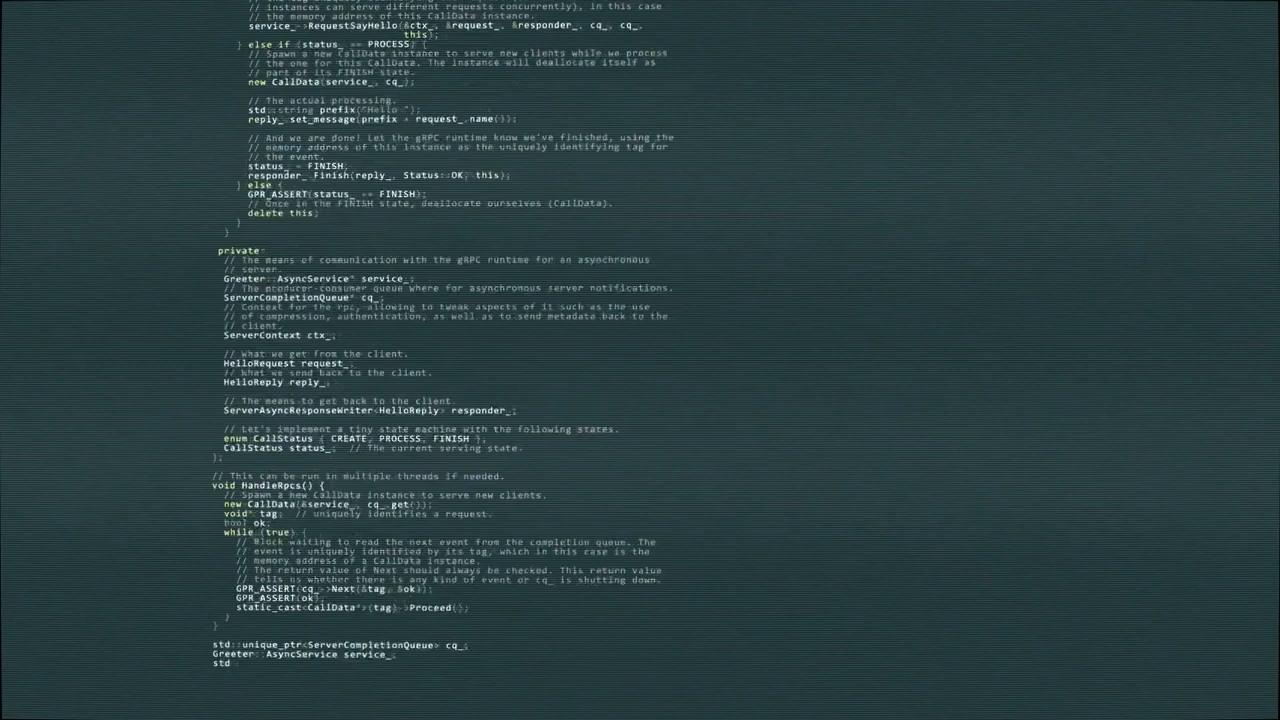 // instances can serve different requests concurrently), in this case
// the memory address of this CallData instance.
service_->RequestSayHello(&ctx_, &request_, &responder_, cq_, cq_,
this);
} else if (status_ == PROCESS) {
// Spawn a new CallData instance to serve new clients while we process
// the one for this CallData. The instance will deallocate itself as
// part of its FINISH state.
new CallData(service_, cq_);
// The actual processing.
std::string prefix("Hello ");
reply_.set_message(prefix + request_.name());
// And we are done! Let the gRPC runtime know we've finished, using the
// memory address of this instance as the uniquely identifying tag for
// the event.
status_ = FINISH;
responder_.Finish(reply_, Status::OK, this);
} else {
GPR_ASSERT(status_ == FINISH);
// Once in the FINISH state, deallocate ourselves (CallData).
delete this;
}
}
private:
// The means of communication with the gRPC runtime for an asynchronous
// server.
Greeter::AsyncService* service_;
// The producer-consumer queue where for asynchronous server notifications.
ServerCompletionQueue* cq_;
// Context for the rpc, allowing to tweak aspects of it such as the use
// of compression, authentication, as well as to send metadata back to the
// client.
ServerContext ctx_;
// What we get from the client.
HelloRequest request_;
// What we send back to the client.
HelloReply reply_;
// The means to get back to the client.
ServerAsyncResponseWriter<HelloReply> responder_;
// Let's implement a tiny state machine with the following states.
enum CallStatus { CREATE, PROCESS, FINISH };
CallStatus status_; // The current serving state.
};
// This can be run in multiple threads if needed.
void HandleRpcs() {
// Spawn a new CallData instance to serve new clients.
new CallData(&service_, cq_.get());
void* tag; // uniquely identifies a request.
bool ok;
while (true) {
// Block waiting to read the next event from the completion queue. The
// event is uniquely identified by its tag, which in this case is the
// memory address of a CallData instance.
// The return value of Next should always be checked. This return value
// tells us whether there is any kind of event or cq_ is shutting down.
GPR_ASSERT(cq_->Next(&tag, &ok));
GPR_ASSERT(ok);
static_cast<CallData*>(tag)->Proceed();
}
}
std::unique_ptr<ServerCompletionQueue> cq_;
Greeter::AsyncService service_;
std: